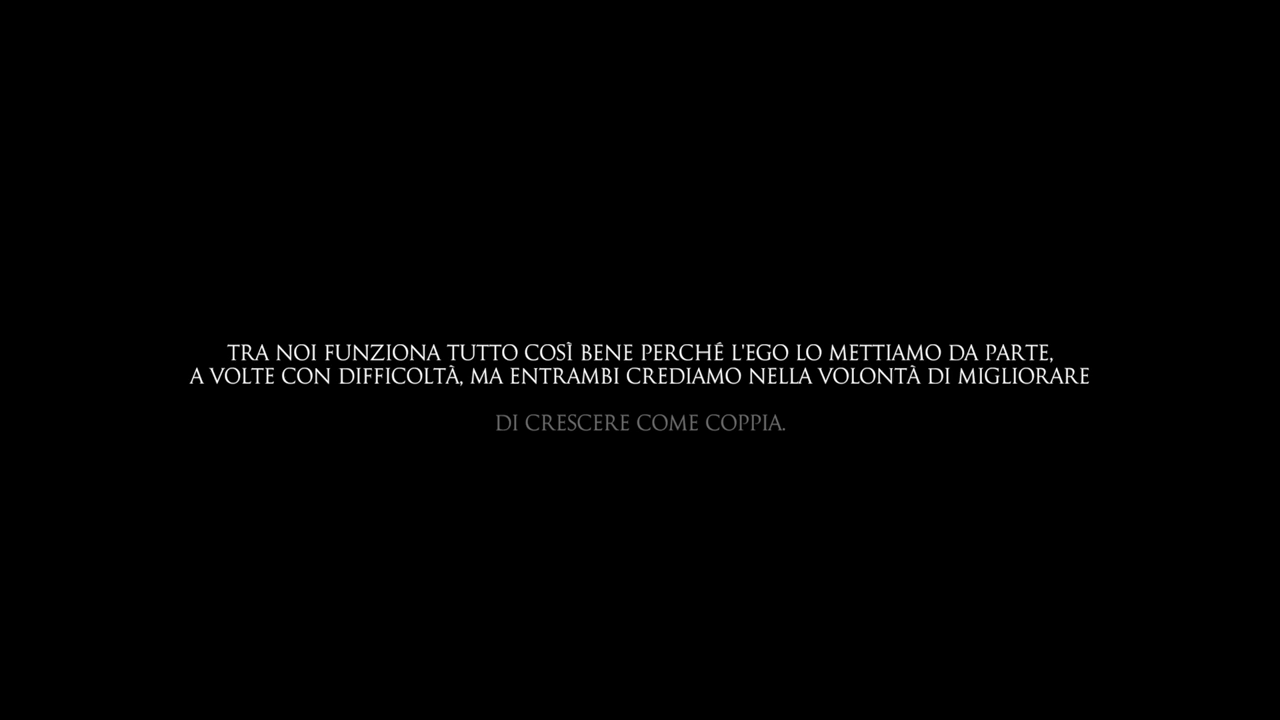 TRA NOI FUNZIONA TUTTO COSÌ BENE PERCHÉ L'EGO LO METTIAMO DA PARTE,
A VOLTE CON DIFFICOLTÀ, MA ENTRAMBI CREDIAMO NELLA VOLONTÀ DI MIGLIORARE
DI CRESCERE COME COPPIA.